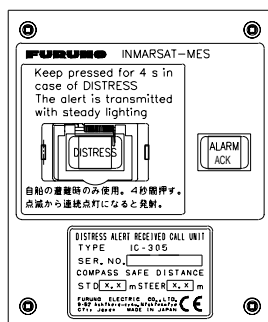 FURUNO INMARSAT-MES
Keep pressed for 4 s in
case of DISTRESS
The alert is transmitted
with steady lighting
DISTRESS
ALARM
ACK
自船の遭難時のみ使用。4秒間押す。
点滅から連続点灯になると発射。
DISTRESS ALERT RECEIVED CALL UNIT
TYPE IC-305
SER. NO.
COMPASS SAFE DISTANCE
STD X.X m STEER X.X m
FURUNO ELECTRIC CO., LTD.
City Japan MADE IN JAPAN CE